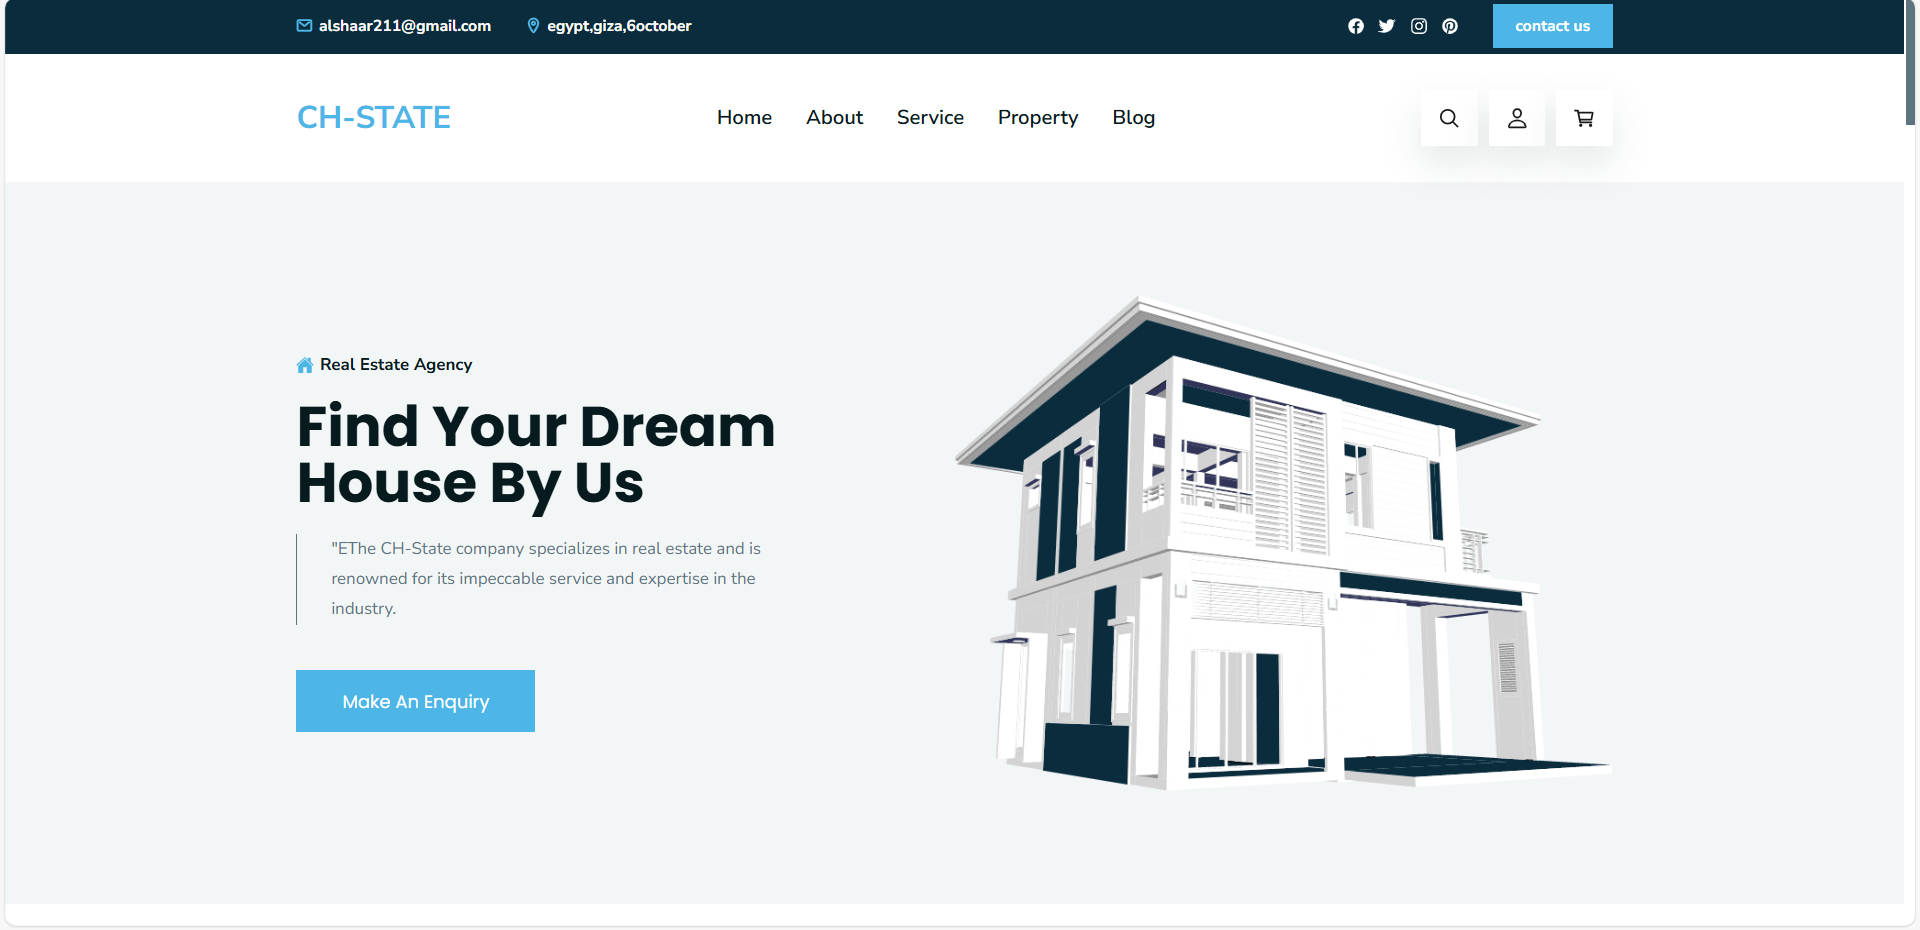 alshaar211@gmail.com
egypt,giza,6october
contact us
CH-STATE
Home
About
Service
Property
Blog
Real Estate Agency
Find Your Dream
House By Us
"EThe CH-State company specializes in real estate and is
renowned for its impeccable service and expertise in the
industry.
Make An Enquiry